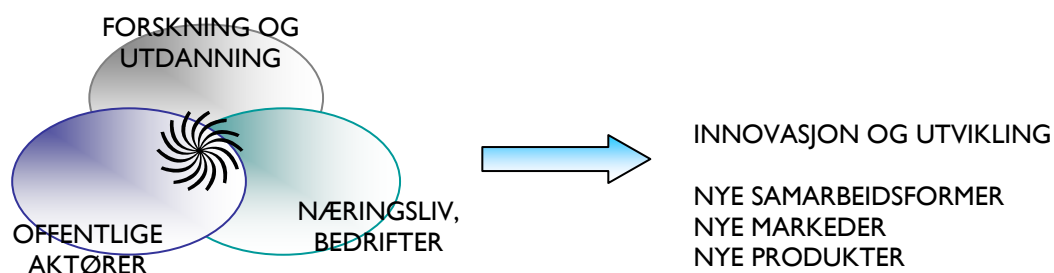 FORSKNING OG
UTDANNING
OFFENTLIGE
AKTØRER
NÆRINGSLIV,
BEDRIFTER
INNOVASJON OG UTVIKLING
NYE SAMARBEIDSFORMER
NYE MARKEDER
NYE PRODUKTER